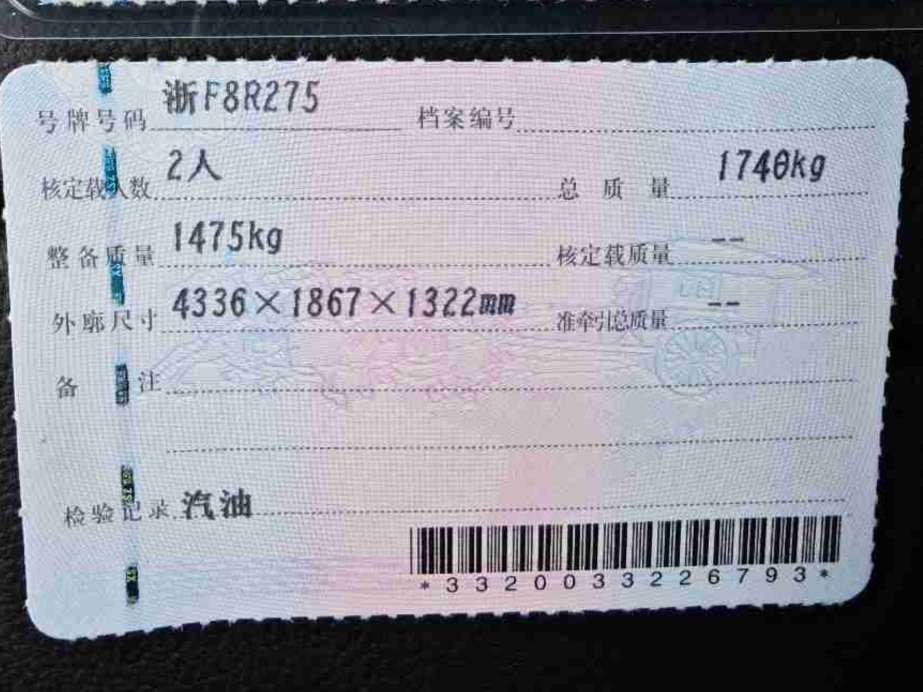 号牌号码 浙F8R275 档案编号
核定载人数 2人 总质量 1740kg
整备质量 1475kg 核定载质量 --
外廓尺寸 4336×1867×1322mm 准牵引总质量 --
备注
检验记录 汽油
*3320033226793*